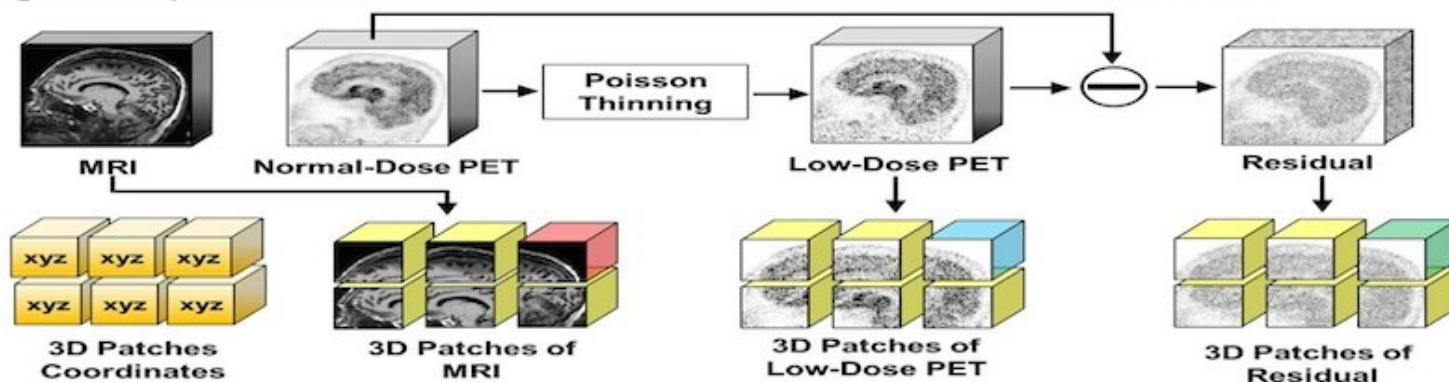 Poisson
Thinning
MRI
Normal-Dose PET
Low-Dose PET
Residual
xyz
xyz
xyz
xyz
xyz
xyz
3D Patches
Coordinates
3D Patches of
MRI
3D Patches of
Low-Dose PET
3D Patches of
Residual